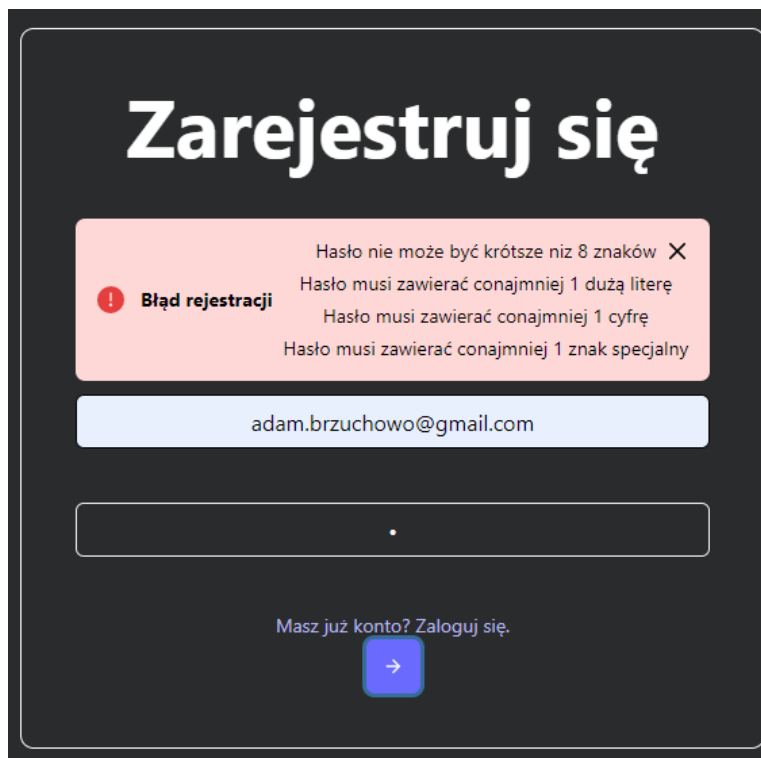 Zarejestruj się
Błąd rejestracji
Hasło nie może być krótsze niz 8 znaków
Hasło musi zawierać conajmniej 1 dużą literę
Hasło musi zawierać conajmniej 1 cyfrę
Hasło musi zawierać conajmniej 1 znak specjalny
adam.brzuchowo@gmail.com
Masz już konto? Zaloguj się.